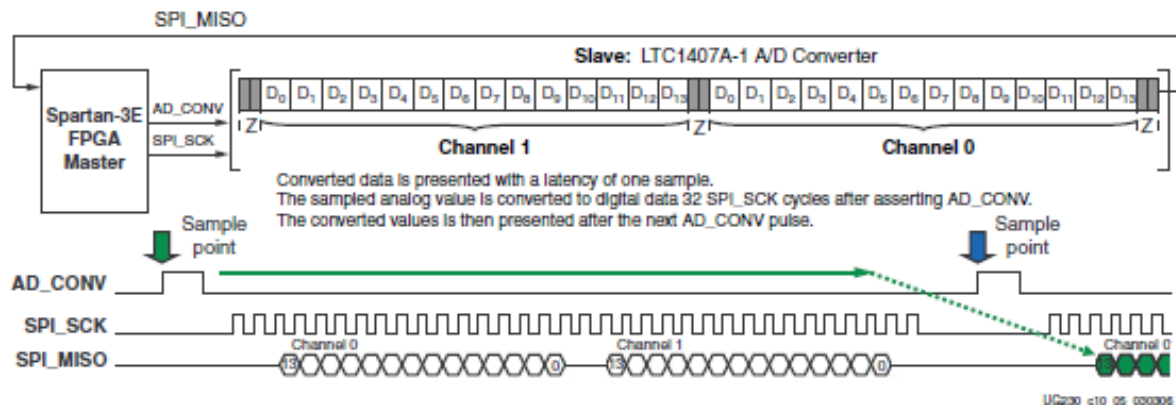 SPI_MISO
Slave: LTC1407A-1 A/D Converter
Spartan-3E
FPGA
Master
AD_CONV
SPI_SCK
D0 D1 D2 D3 D4 D5 D6 D7 D8 D9 D10 D11 D12 D13 D0 D1 D2 D3 D4 D5 D6 D7 D8 D9 D10 D11 D12 D13
Z Channel 1 Z Channel 0 Z
Converted data is presented with a latency of one sample.
The sampled analog value is converted to digital data 32 SPI_SCK cycles after asserting AD_CONV.
The converted values is then presented after the next AD_CONV pulse.
Sample
point
Sample
point
AD_CONV
SPI_SCK
Channel 0 Channel 1 Channel 0
SPI_MISO 13 0 13 0 13
UG230_c10_05_030306